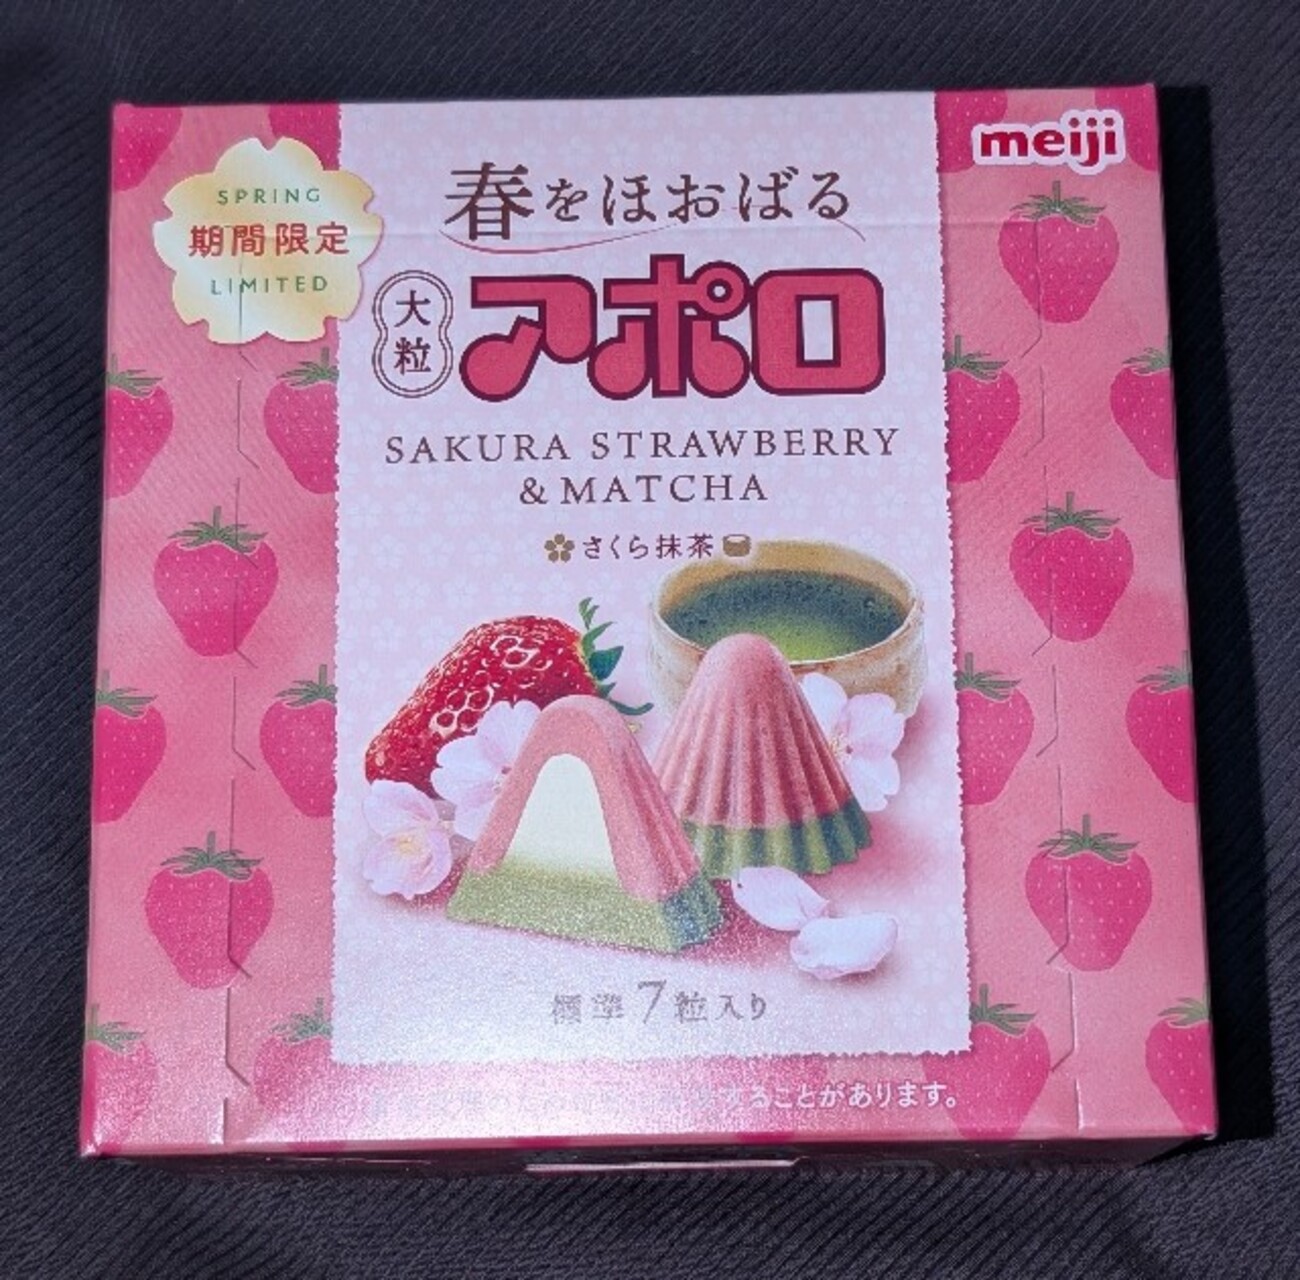 meiji
SPRING
期間限定
LIMITED
春をほおばる
大粒
アポロ
SAKURA STRAWBERRY
& MATCHA
さくら抹茶
標準7粒入り
することがあります。